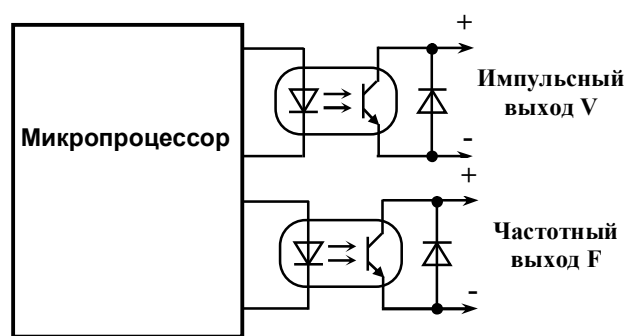 +
Импульсный
выход V
Микропроцессор
-
+
Частотный
выход F
-